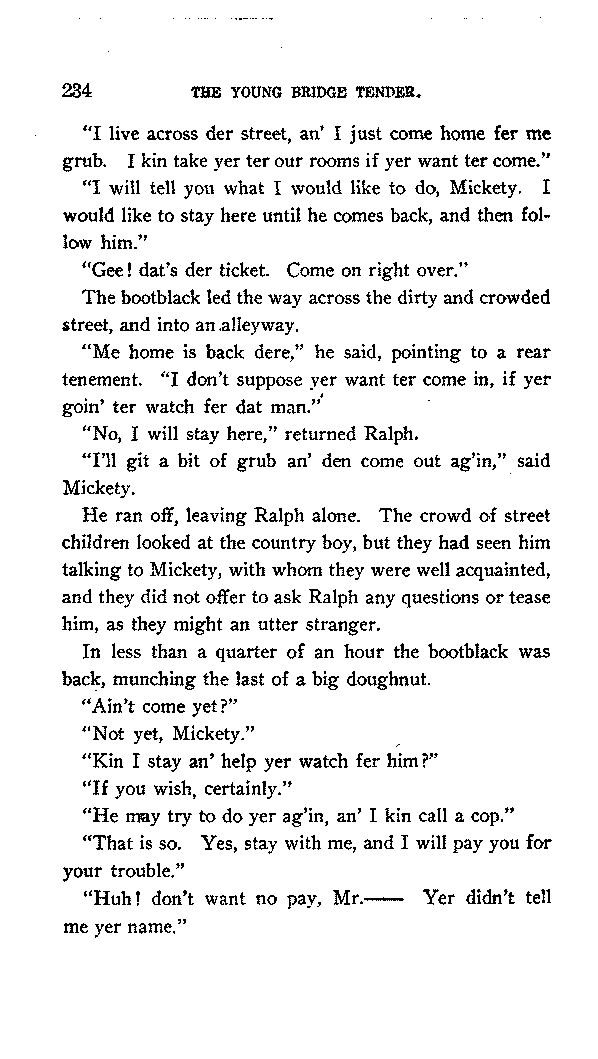 234 THE YOUNG BRIDGE TENDER.
"I live across der street, an' I just come home fer me
grub. I kin take yer ter our rooms if yer want ter come."
"I will tell you what I would like to do, Mickety. I
would like to stay here until he comes back, and then fol-
low him."
"Gee! dat's der ticket. Come on right over."
The bootblack led the way across the dirty and crowded
street, and into an alleyway.
"Me home is back dere," he said, pointing to a rear
tenement. "I don't suppose yer want ter come in, if yer
goin' ter watch fer dat man."
"No, I will stay here," returned Ralph.
"I'll git a bit of grub an' den come out ag'in," said
Mickety.
He ran off, leaving Ralph alone. The crowd of street
children looked at the country boy, but they had seen him
talking to Mickety, with whom they were well acquainted,
and they did not offer to ask Ralph any questions or tease
him, as they might an utter stranger.
In less than a quarter of an hour the bootblack was
back, munching the last of a big doughnut.
"Ain't come yet?"
"Not yet, Mickety."
"Kin I stay an' help yer watch fer him?"
"If you wish, certainly."
"He may try to do yer ag'in, an' I kin call a cop."
"That is so. Yes, stay with me, and I will pay you for
your trouble."
"Huh! don't want no pay, Mr.—— Yer didn't tell
me yer name."